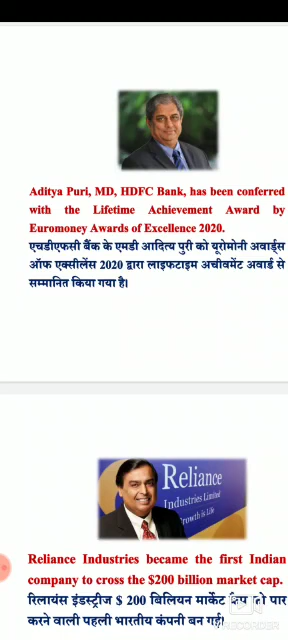 Aditya Puri, MD, HDFC Bank, has been conferred
with the Lifetime Achievement Award by
Euromoney Awards of Excellence 2020.
एचडीएफसी बैंक के एमडी आदित्य पुरी को यूरोमोनी अवार्ड्स
ऑफ एक्सीलेंस 2020 द्वारा लाइफटाइम अचीवमेंट अवार्ड से
सम्मानित किया गया है।
Reliance
Industries Limited
Growth is Life
Reliance Industries became the first Indian
company to cross the $200 billion market cap.
रिलायंस इंडस्ट्रीज $ 200 बिलियन मार्केट कैप को पार
करने वाली पहली भारतीय कंपनी बन गई!
RECORDER